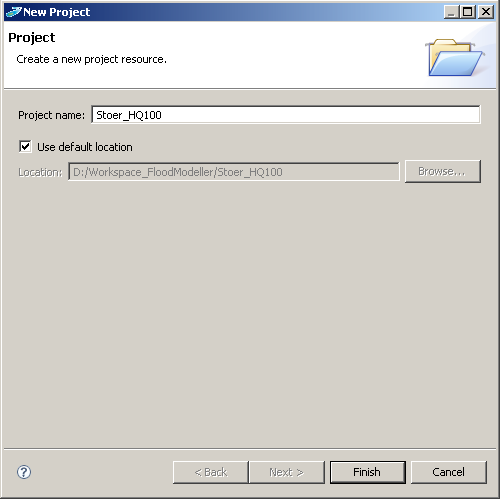 New Project
Project
Create a new project resource.
Project name: Stoer_HQ100
Use default location
Location: D:/Workspace_FloodModeller/Stoer_HQ100 Browse...
? < Back Next > Finish Cancel